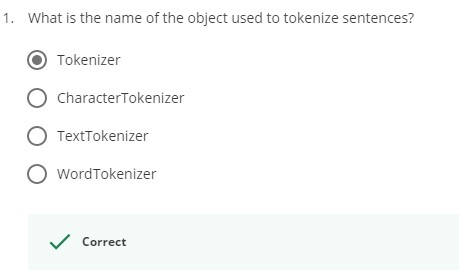 1. What is the name of the object used to tokenize sentences?
Tokenizer
CharacterTokenizer
TextTokenizer
WordTokenizer
Correct